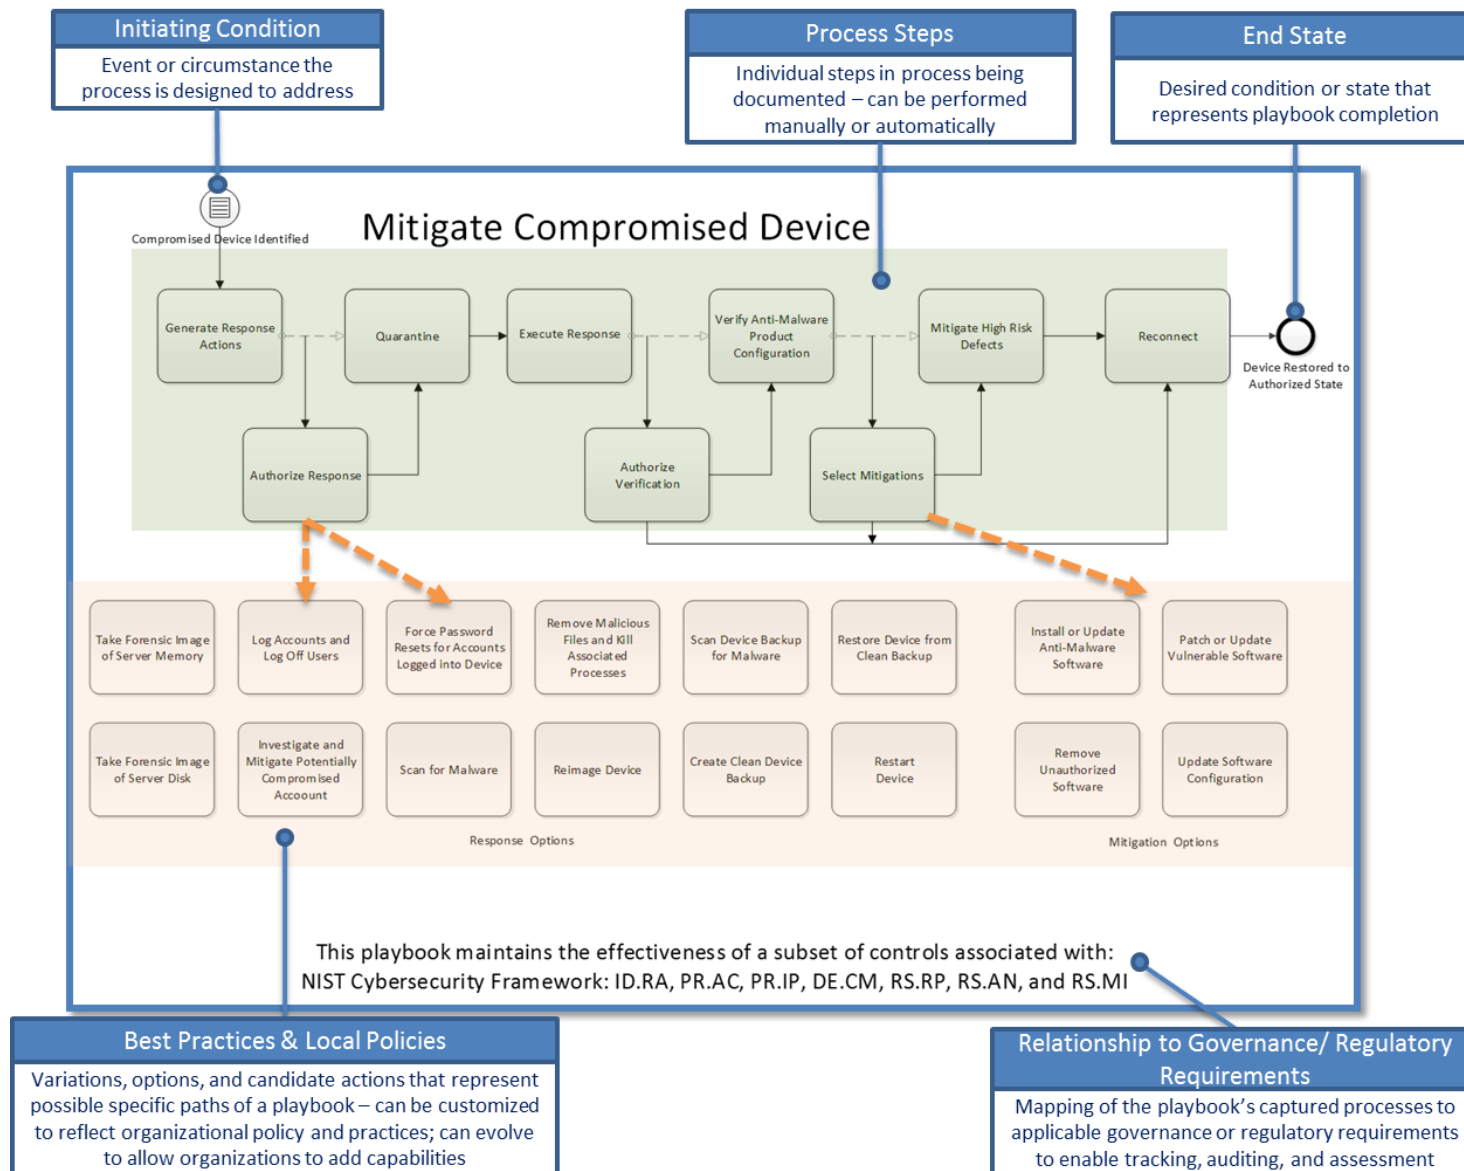 Initiating Condition
Event or circumstance the
process is designed to address
Process Steps
Individual steps in process being
documented – can be performed
manually or automatically
End State
Desired condition or state that
represents playbook completion
Compromised Device Identified
Mitigate Compromised Device
Generate Response
Actions
Quarantine
Execute Response
Verify Anti-Malware
Product
Configuration
Mitigate High Risk
Defects
Reconnect
Device Restored to
Authorized State
Authorize Response
Authorize
Verification
Select Mitigations
Take Forensic Image
of Server Memory
Log Accounts and
Log Off Users
Force Password
Resets for Accounts
Logged into Device
Remove Malicious
Files and Kill
Associated
Processes
Scan Device Backup
for Malware
Restore Device from
Clean Backup
Install or Update
Anti-Malware
Software
Patch or Update
Vulnerable Software
Take Forensic Image
of Server Disk
Investigate and
Mitigate Potentially
Compromised
Accoount
Scan for Malware
Reimage Device
Create Clean Device
Backup
Restart
Device
Remove
Unauthorized
Software
Update Software
Configuration
Response Options
Mitigation Options
This playbook maintains the effectiveness of a subset of controls associated with:
NIST Cybersecurity Framework: ID.RA, PR.AC, PR.IP, DE.CM, RS.RP, RS.AN, and RS.MI
Best Practices & Local Policies
Variations, options, and candidate actions that represent
possible specific paths of a playbook – can be customized
to reflect organizational policy and practices; can evolve
to allow organizations to add capabilities
Relationship to Governance/ Regulatory
Requirements
Mapping of the playbook's captured processes to
applicable governance or regulatory requirements
to enable tracking, auditing, and assessment